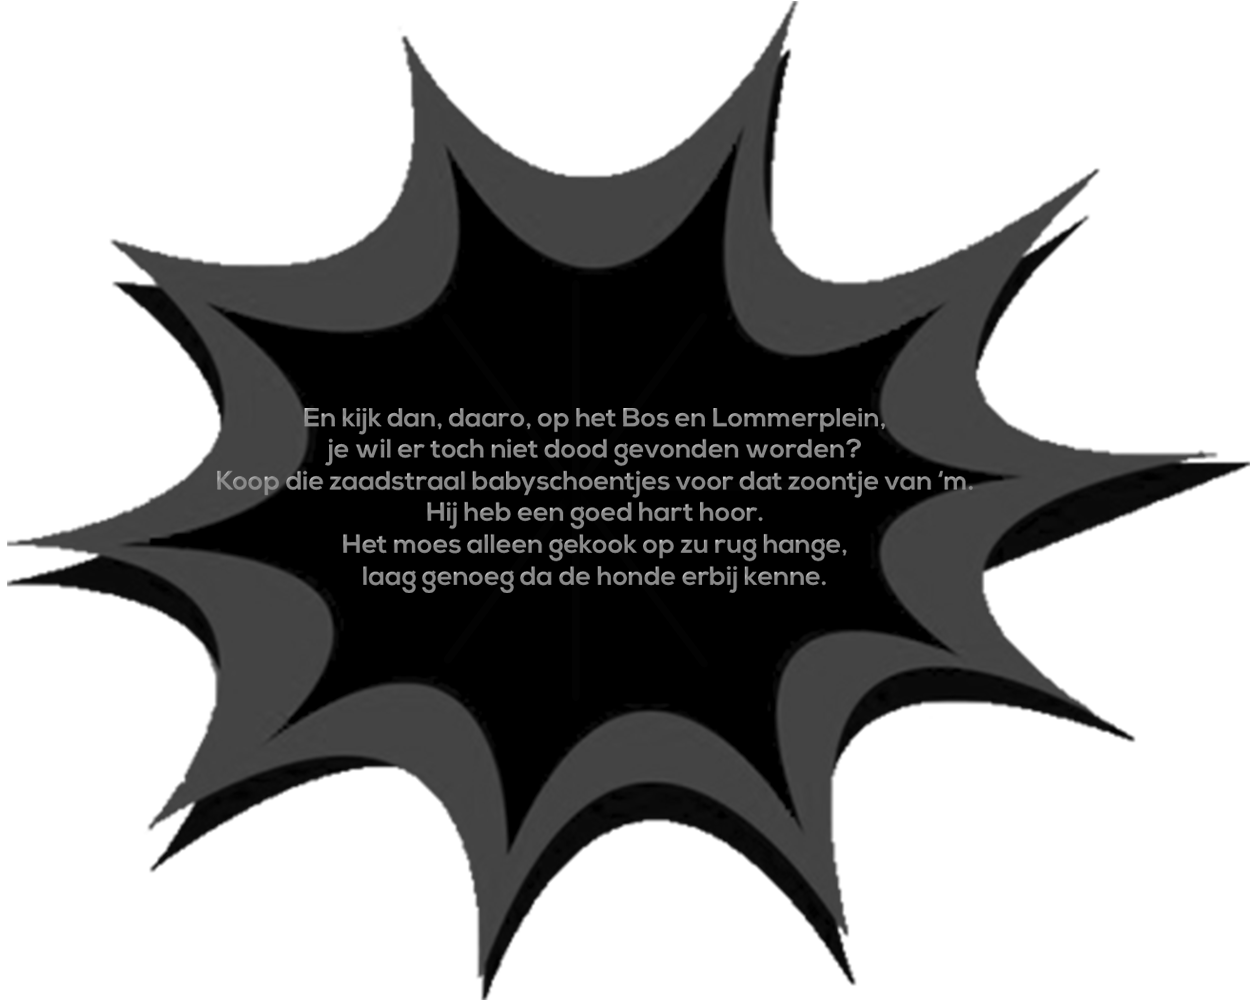 En kijk dan, daaro, op het Bos en Lommerplein,
je wil er toch niet dood gevonden worden?
Koop die zaadstraal babyschoentjes voor dat zoontje van ‘m.
Hij heb een goed hart hoor.
Het moes alleen gekook op zu rug hange,
laag genoeg da de honde erbij kenne.